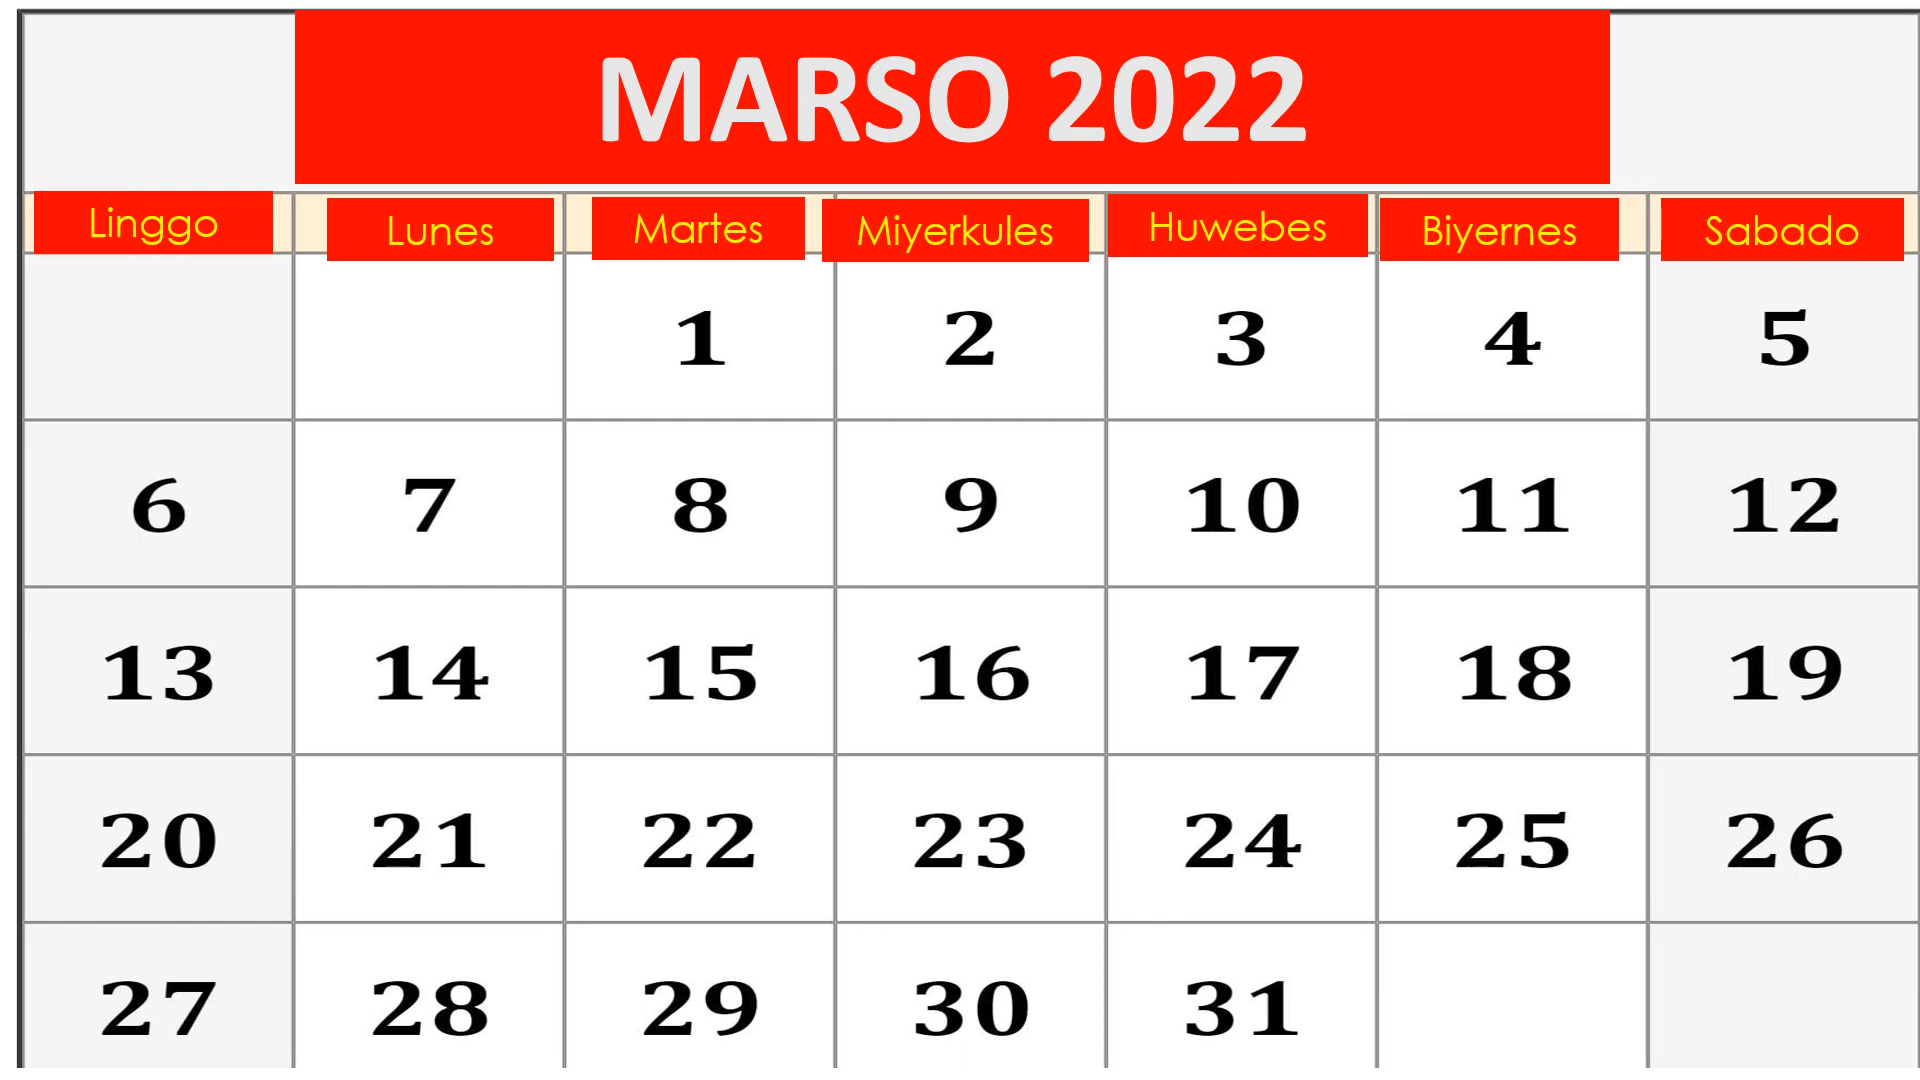 MARSO 2022
Linggo Lunes Martes Miyerkules Huwebes Biyernes Sabado
1 2 3 4 5
6 7 8 9 10 11 12
13 14 15 16 17 18 19
20 21 22 23 24 25 26
27 28 29 30 31